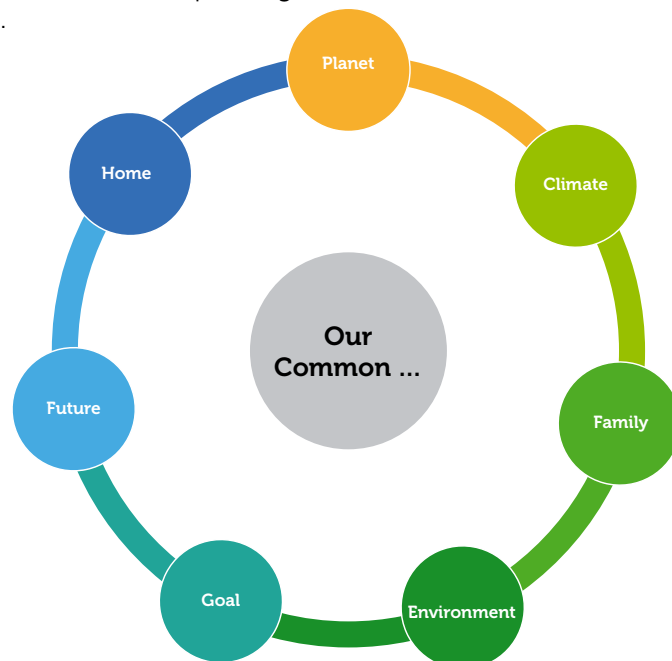 .
Planet
Climate
Family
Environment
Goal
Future
Home
Our
Common ...